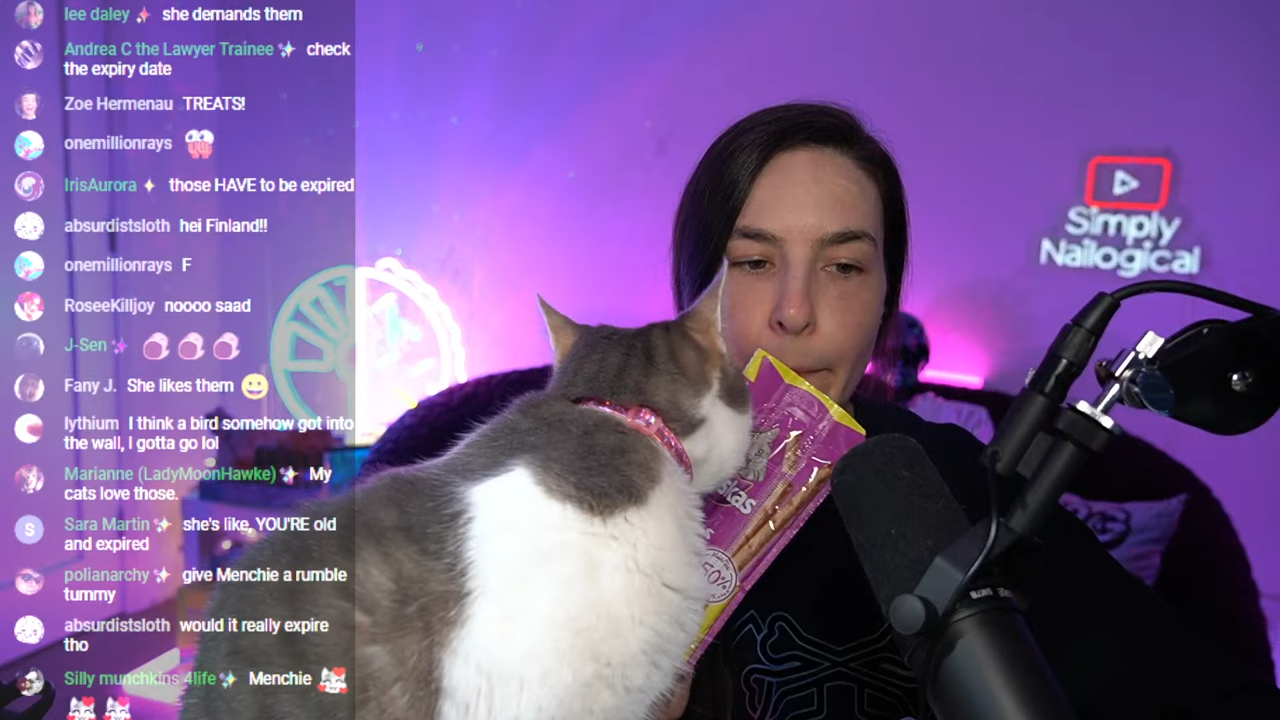 lee daley she demands them
Andrea C the Lawyer Trainee check
the expiry date
Zoe Hermenau TREATS!
onemillionrays
IrisAurora those HAVE to be expired
absurdistsloth hei Finland!!
onemillionrays F
RoseeKilljoy noooo saad
J-Sen
Fany J. She likes them
lythium I think a bird somehow got into
the wall, I gotta go lol
Marianne (LadyMoonHawke) My
cats love those.
S Sara Martin she's like, YOU'RE old
and expired
polianarchy give Menchie a rumble
tummy
absurdistsloth would it really expire
tho
Silly munchkins 4life Menchie
Simply
Nailogical
skas
50%
SM7B